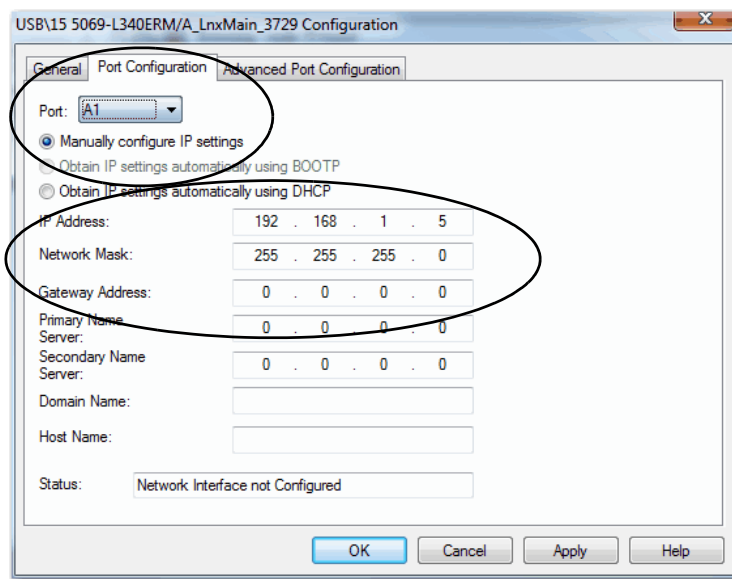 USB\15 5069-L340ERM/A_LnxMain_3729 Configuration
General Port Configuration Advanced Port Configuration
Port: A1
Manually configure IP settings
Obtain IP settings automatically using BOOTP
Obtain IP settings automatically using DHCP
IP Address: 192 . 168 . 1 . 5
Network Mask: 255 . 255 . 255 . 0
Gateway Address: 0 . 0 . 0 . 0
Primary Name
Server: 0 . 0 . 0 . 0
Secondary Name
Server: 0 . 0 . 0 . 0
Domain Name:
Host Name:
Status: Network Interface not Configured
OK Cancel Apply Help